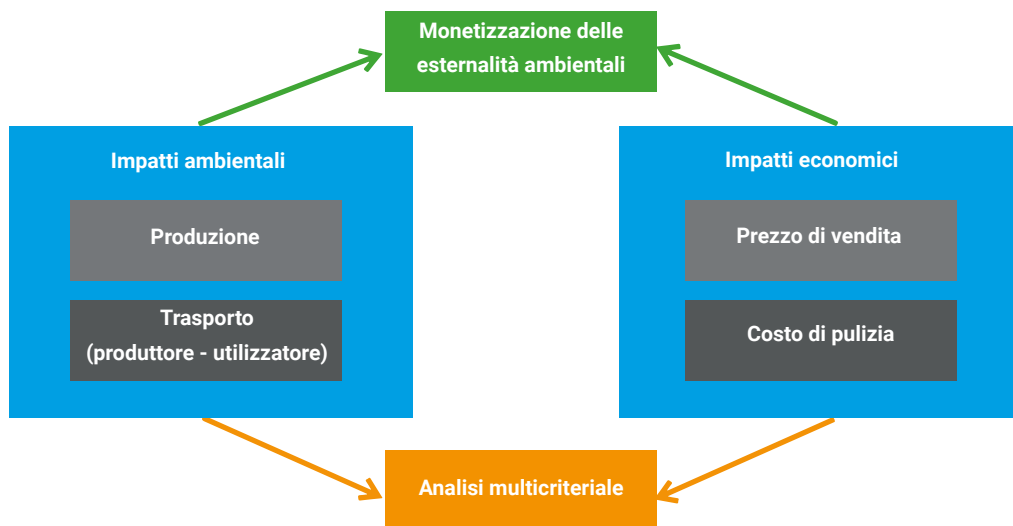 Monetizzazione delle
esternalità ambientali
Impatti ambientali
Produzione
Trasporto
(produttore - utilizzatore)
Impatti economici
Prezzo di vendita
Costo di pulizia
Analisi multicriteriale